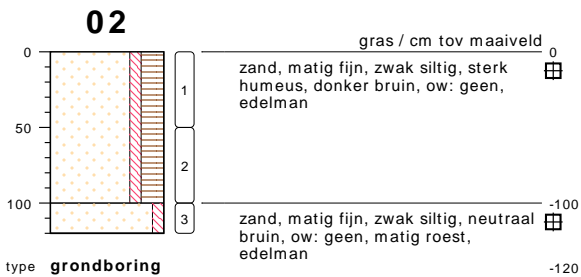 02
gras / cm tov maaiveld
0
0
zand, matig fijn, zwak siltig, sterk
humeus, donker bruin, ow: geen,
edelman
1
50
2
100
-100
3
zand, matig fijn, zwak siltig, neutraal
bruin, ow: geen, matig roest,
edelman
type grondboring
-120